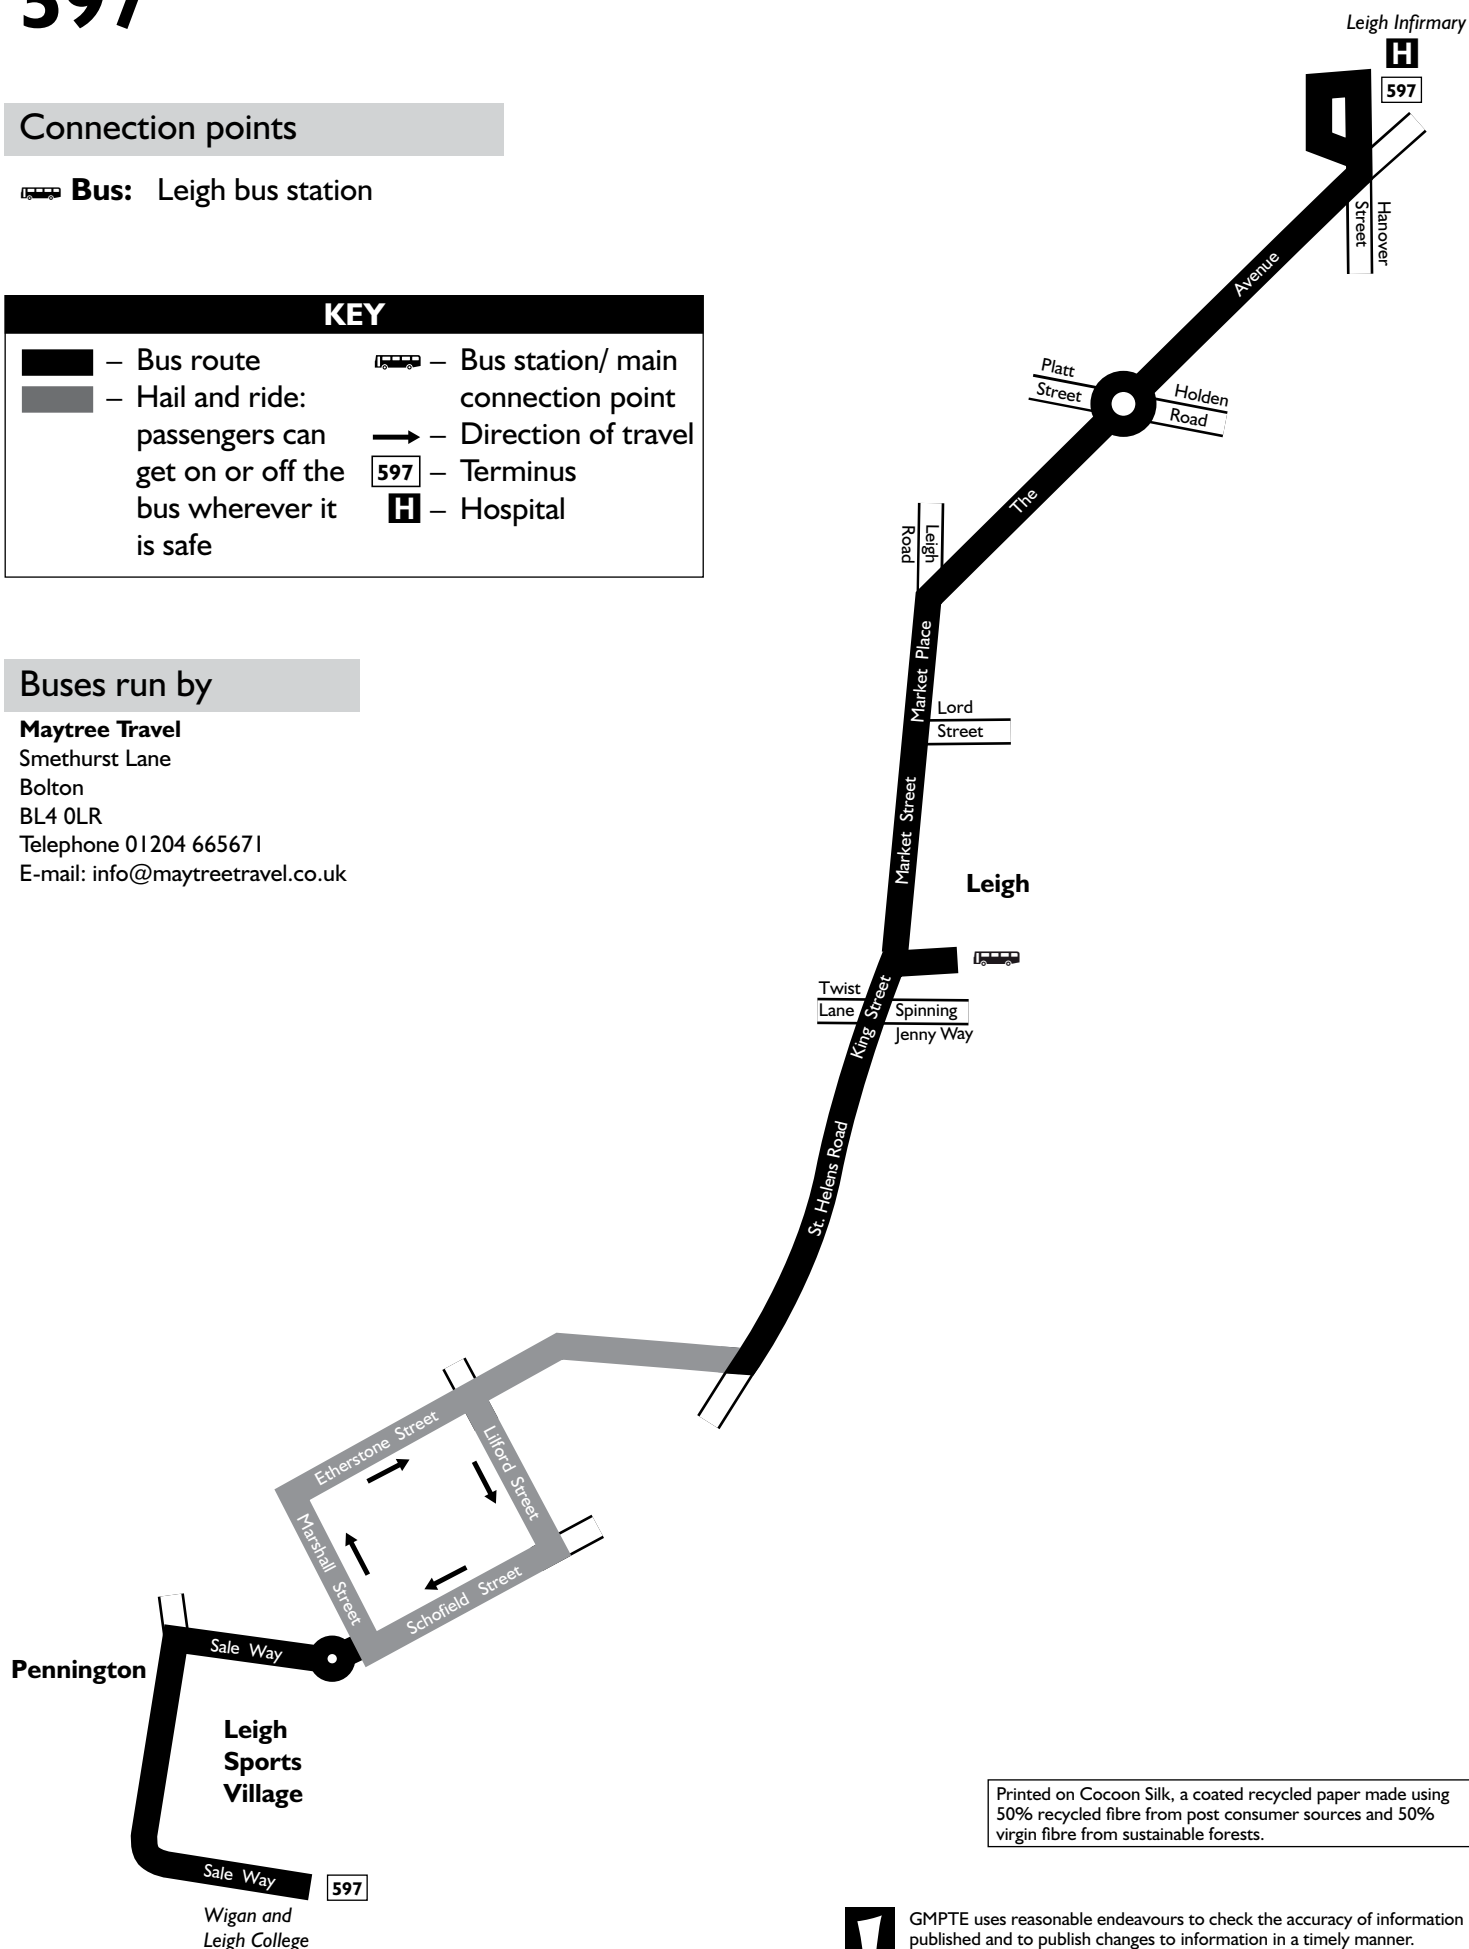 597
Connection points
Bus: Leigh bus station
KEY
– Bus route
– Hail and ride:
passengers can
get on or off the
bus wherever it
is safe
– Bus station/ main
connection point
– Direction of travel
597 – Terminus
H – Hospital
Buses run by
Maytree Travel
Smethurst Lane
Bolton
BL4 0LR
Telephone 01204 665671
E-mail: info@maytreetravel.co.uk
Leigh Infirmary
H
597
Hanover
Street
Avenue
Platt
Street
Holden
Road
The
Leigh
Road
Market Place
Lord
Street
Market Street
Leigh
Twist
Lane
King Street
Spinning
Jenny Way
St. Helens Road
Etherstone Street
Lilford Street
Marshall Street
Schofield Street
Sale Way
Pennington
Leigh
Sports
Village
Sale Way
597
Wigan and
Leigh College
Printed on Cocoon Silk, a coated recycled paper made using
50% recycled fibre from post consumer sources and 50%
virgin fibre from sustainable forests.
GMPTE uses reasonable endeavours to check the accuracy of information
published and to publish changes to information in a timely manner.